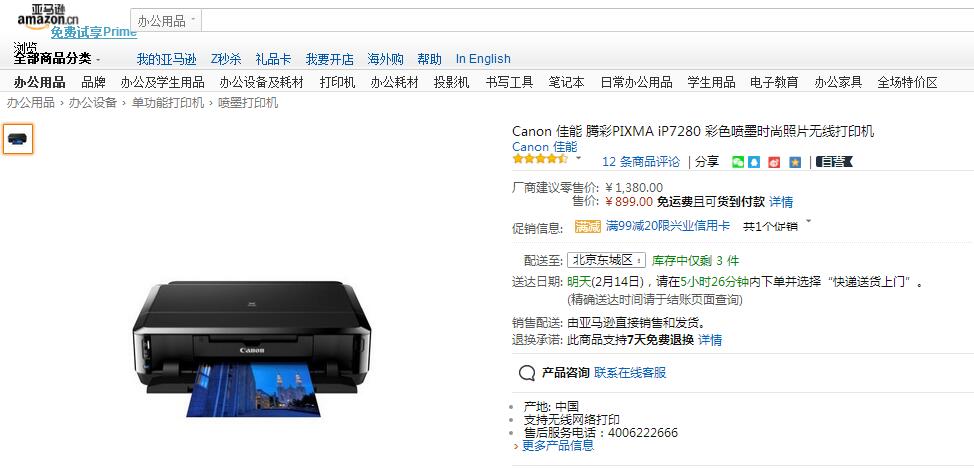 亚马逊
amazon.cn
免费试享Prime
办公用品
浏览
全部商品分类
我的亚马逊 Z秒杀 礼品卡 我要开店 海外购 帮助 In English
办公用品 品牌 办公及学生用品 办公设备及耗材 打印机 办公耗材 投影机 书写工具 笔记本 日常办公用品 学生用品 电子教育 办公家具 全场特价区
办公用品 › 办公设备 › 单功能打印机 › 喷墨打印机
Canon 佳能 腾彩PIXMA iP7280 彩色喷墨时尚照片无线打印机
Canon 佳能
12 条商品评论 | 分享 | 自营
厂商建议零售价: ￥1,380.00
售价: ￥899.00 免运费且可货到付款 详情
促销信息: 满减 满99减20限兴业信用卡 共1个促销
配送至: 北京东城区 库存中仅剩 3 件
送达日期: 明天(2月14日)，请在5小时26分钟内下单并选择“快递送货上门”。
(精确送达时间请于结账页面查询)
销售配送: 由亚马逊直接销售和发货。
退换承诺: 此商品支持7天免费退换 详情
产品咨询 联系在线客服
产地: 中国
支持无线网络打印
售后服务电话：4006222666
› 更多产品信息
Canon